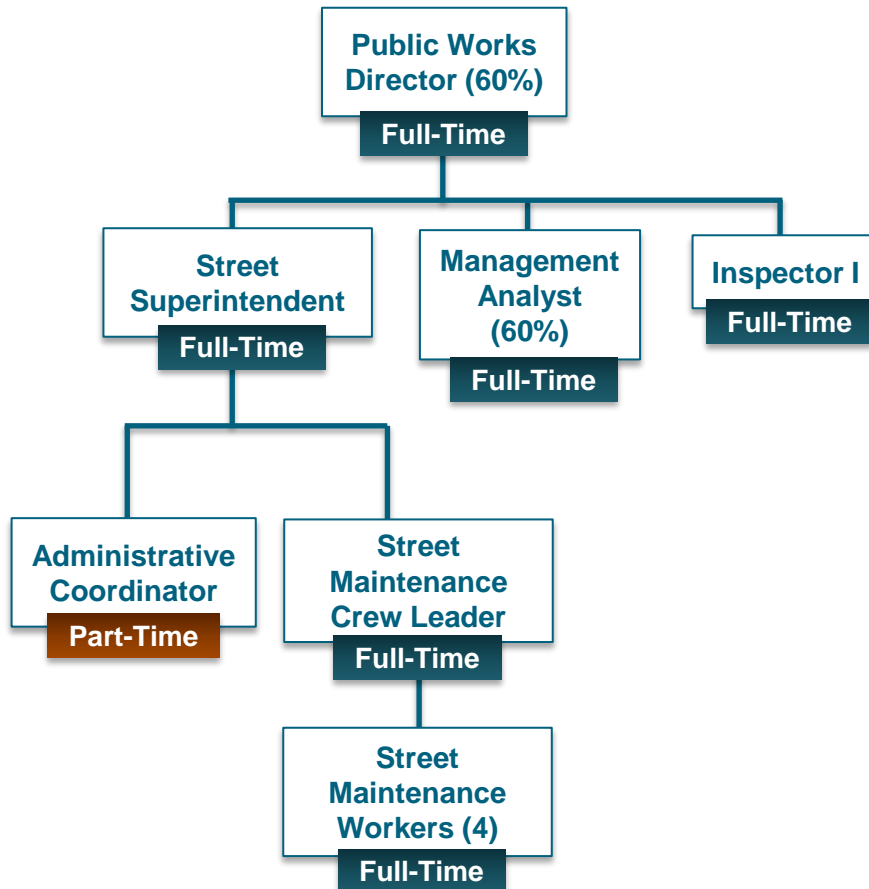 Public Works
Director (60%)
Full-Time
Street
Superintendent
Full-Time
Management
Analyst
(60%)
Full-Time
Inspector I
Full-Time
Administrative
Coordinator
Part-Time
Street
Maintenance
Crew Leader
Full-Time
Street
Maintenance
Workers (4)
Full-Time